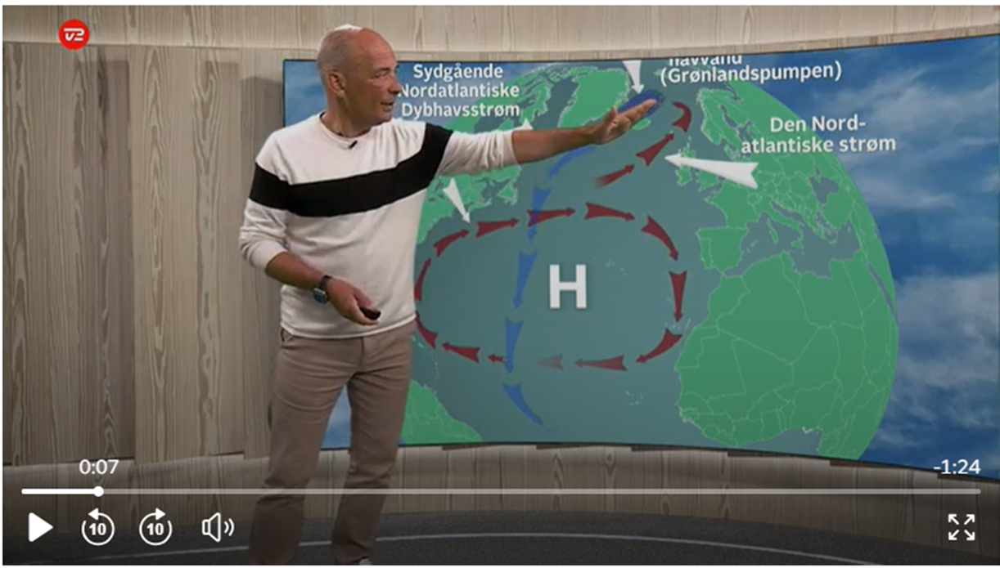 TV2
Sydgående
Nordatlantiske
Dybhavsstrøm
havvand
(Grønlandspumpen)
Den Nord-
atlantiske strøm
H
0:07
-1:24
10
10